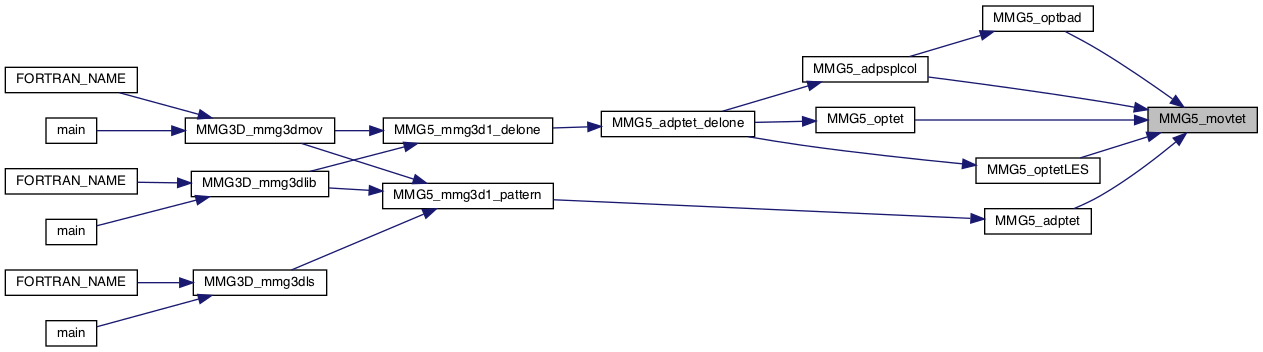 MMG5_optbad
MMG5_adpsplcol
FORTRAN_NAME
MMG5_movtet
MMG5_optet
MMG5_adptet_delone
main
MMG3D_mmg3dmov
MMG5_mmg3d1_delone
MMG5_optetLES
FORTRAN_NAME
MMG3D_mmg3dlib
MMG5_mmg3d1_pattern
MMG5_adptet
main
FORTRAN_NAME
MMG3D_mmg3dls
main